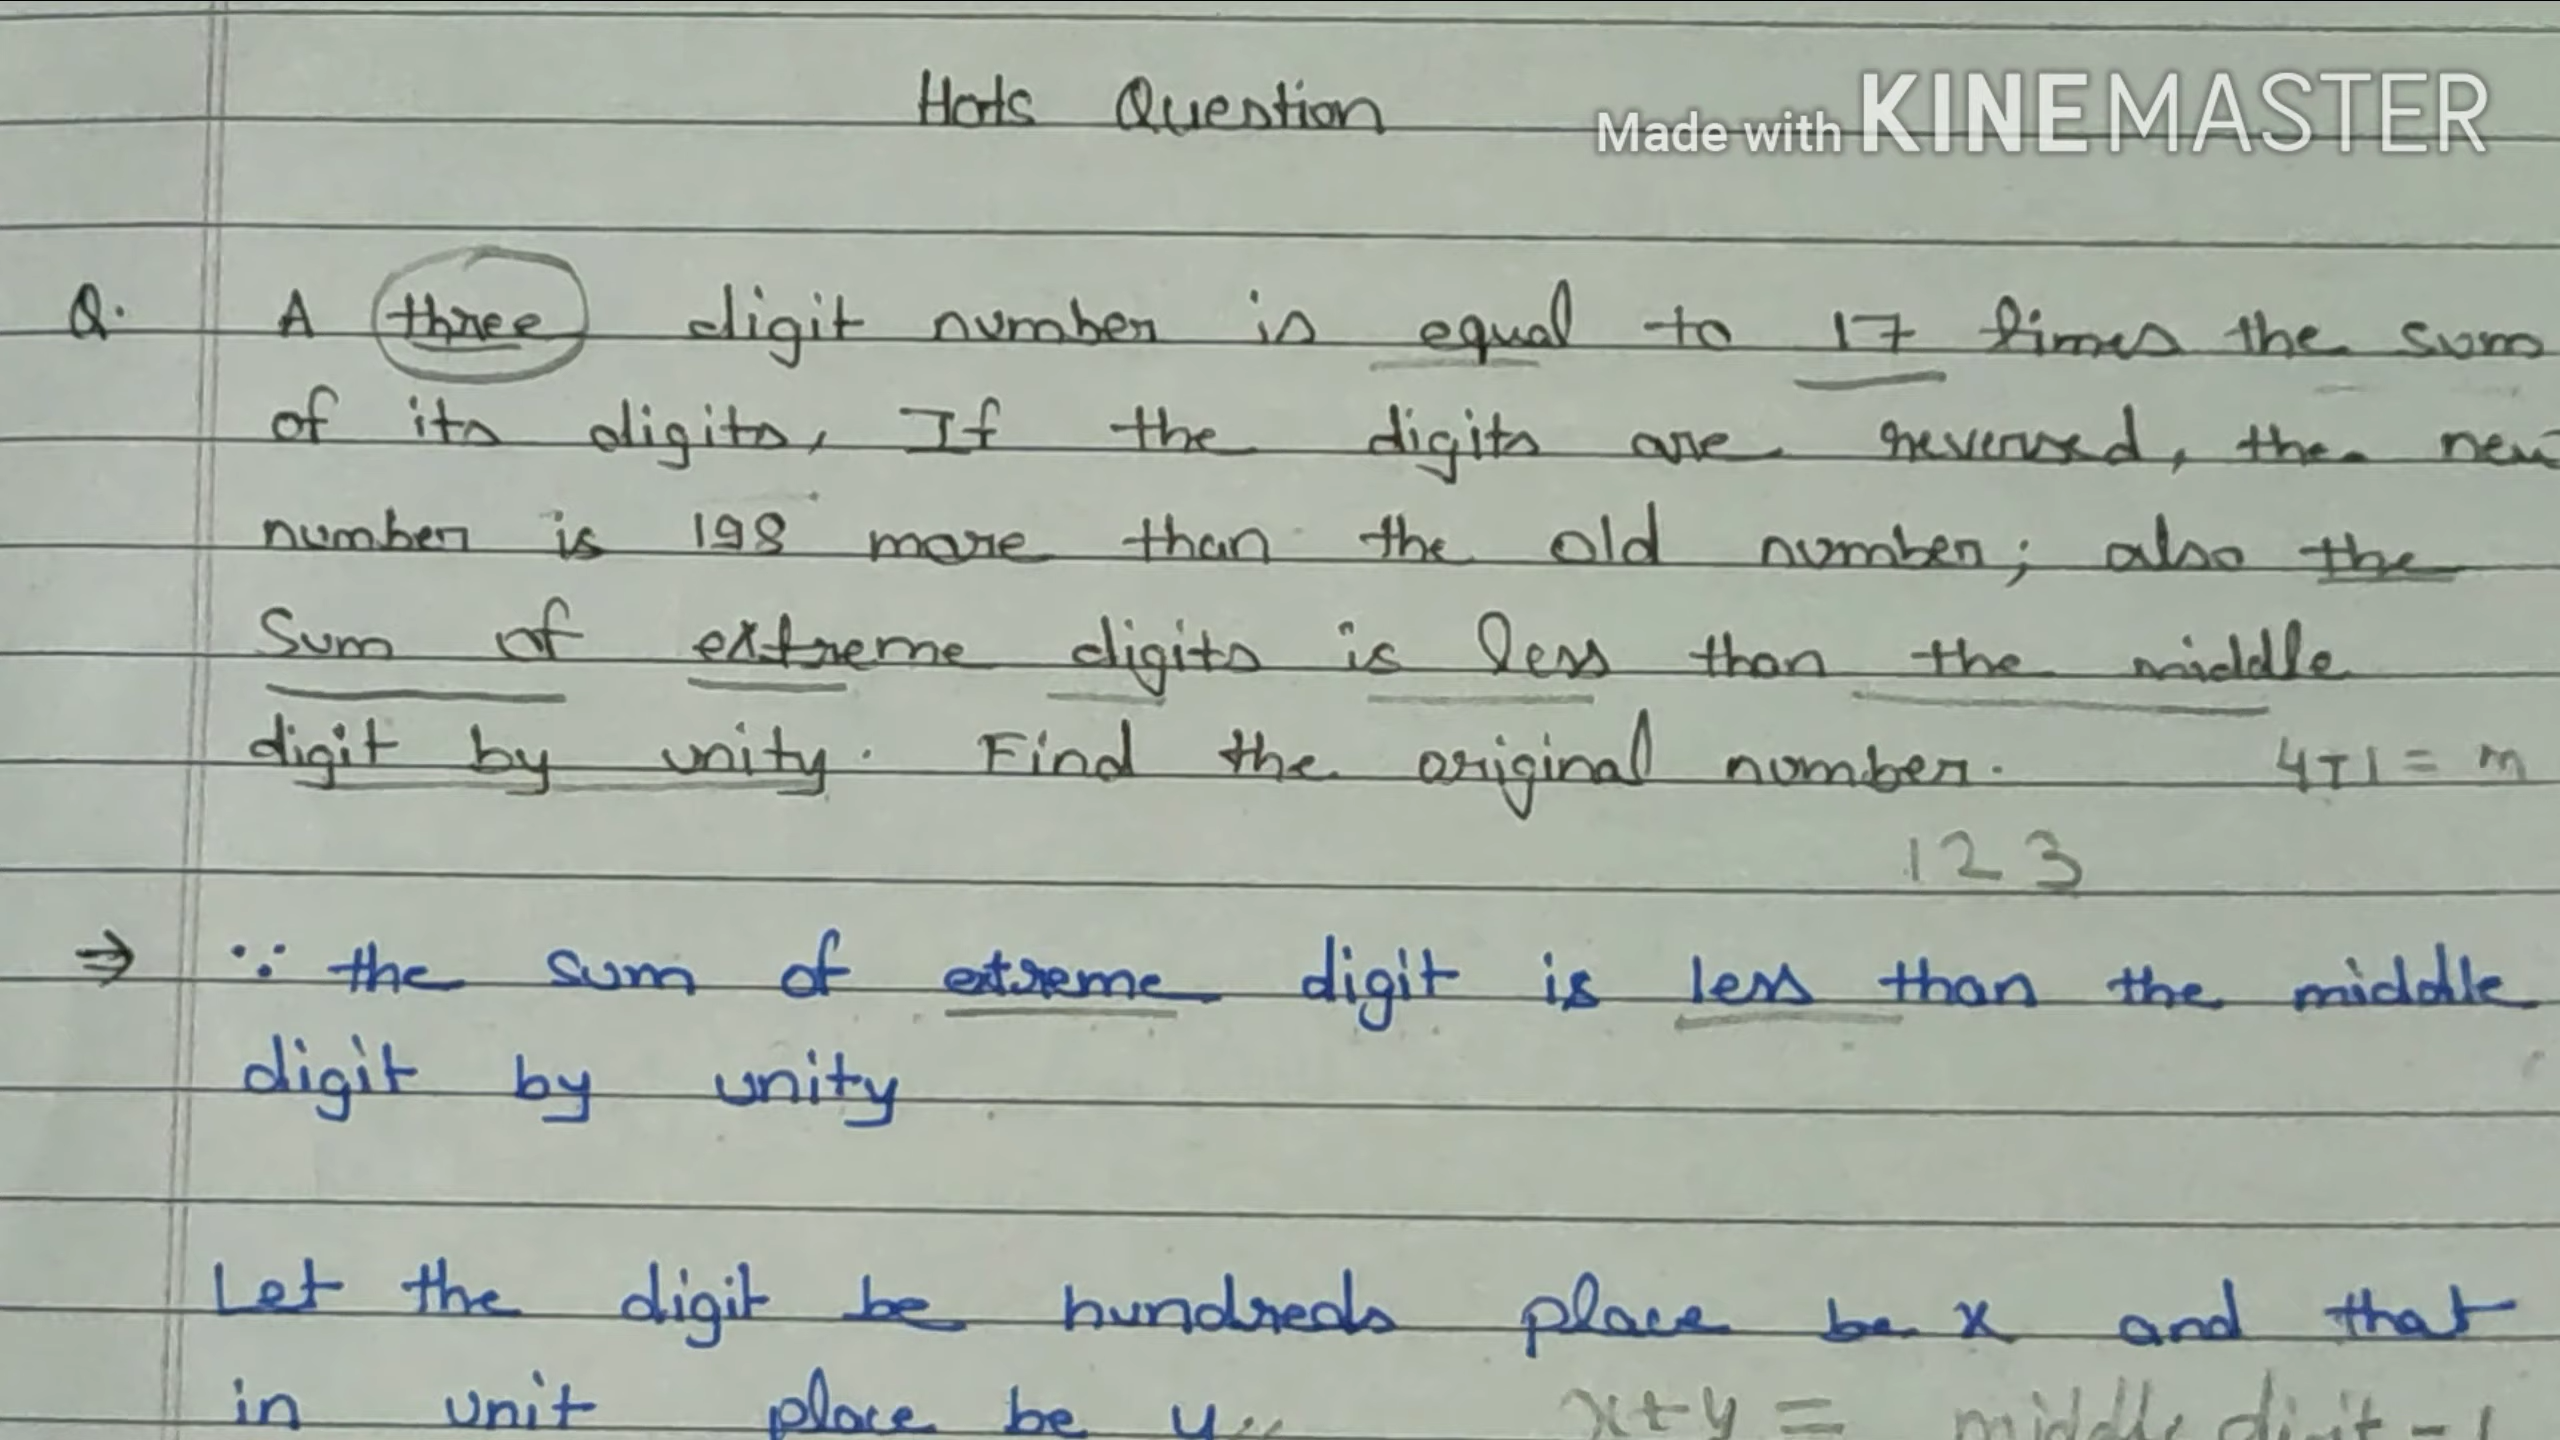 Hots Question
Made with KINEMASTER
Q. A three digit number is equal to 17 times the sum
of its digits, If the digits are reversed, the new
number is 198 more than the old number; also the
Sum of extreme digits is less than the middle
digit by unity. Find the original number.
4+1 = m
123
⇒ ∵ the sum of extreme digit is less than the middle
digit by unity
Let the digit be hundreds place be x and that
in unit place be y
x+y = middle digit - 1